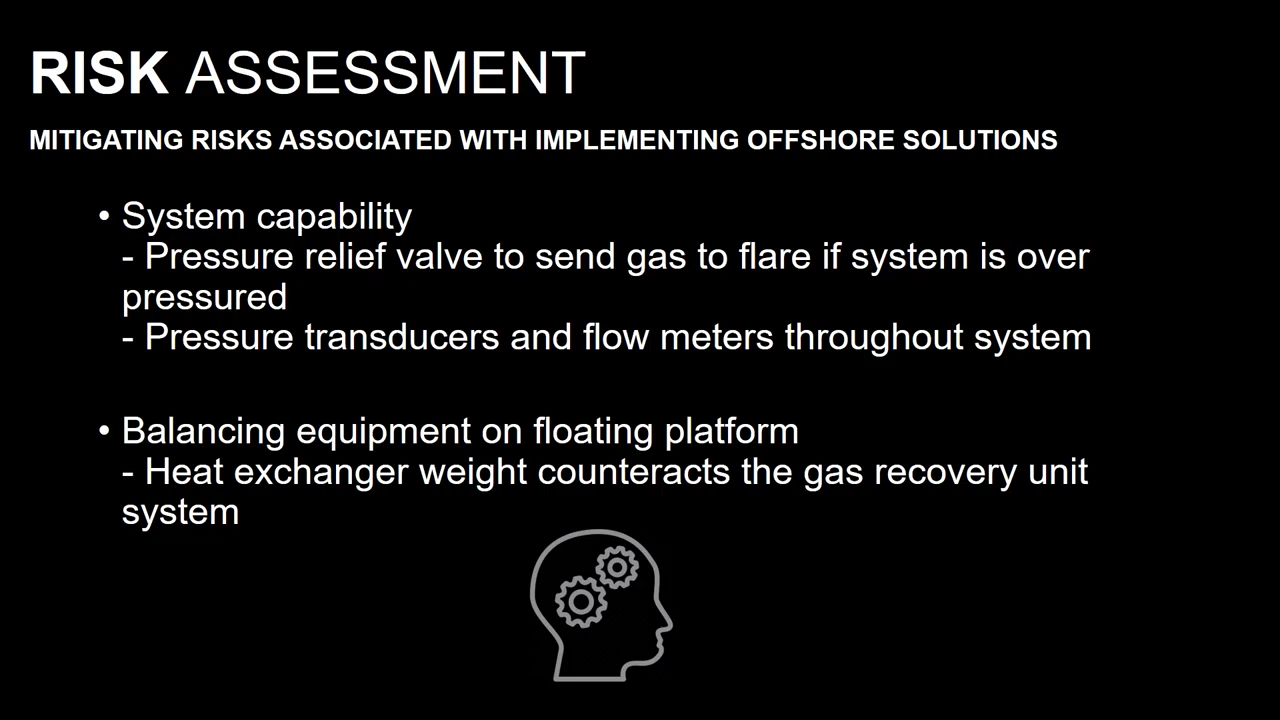 RISK ASSESSMENT
MITIGATING RISKS ASSOCIATED WITH IMPLEMENTING OFFSHORE SOLUTIONS
• System capability
- Pressure relief valve to send gas to flare if system is over
pressured
- Pressure transducers and flow meters throughout system
• Balancing equipment on floating platform
- Heat exchanger weight counteracts the gas recovery unit
system